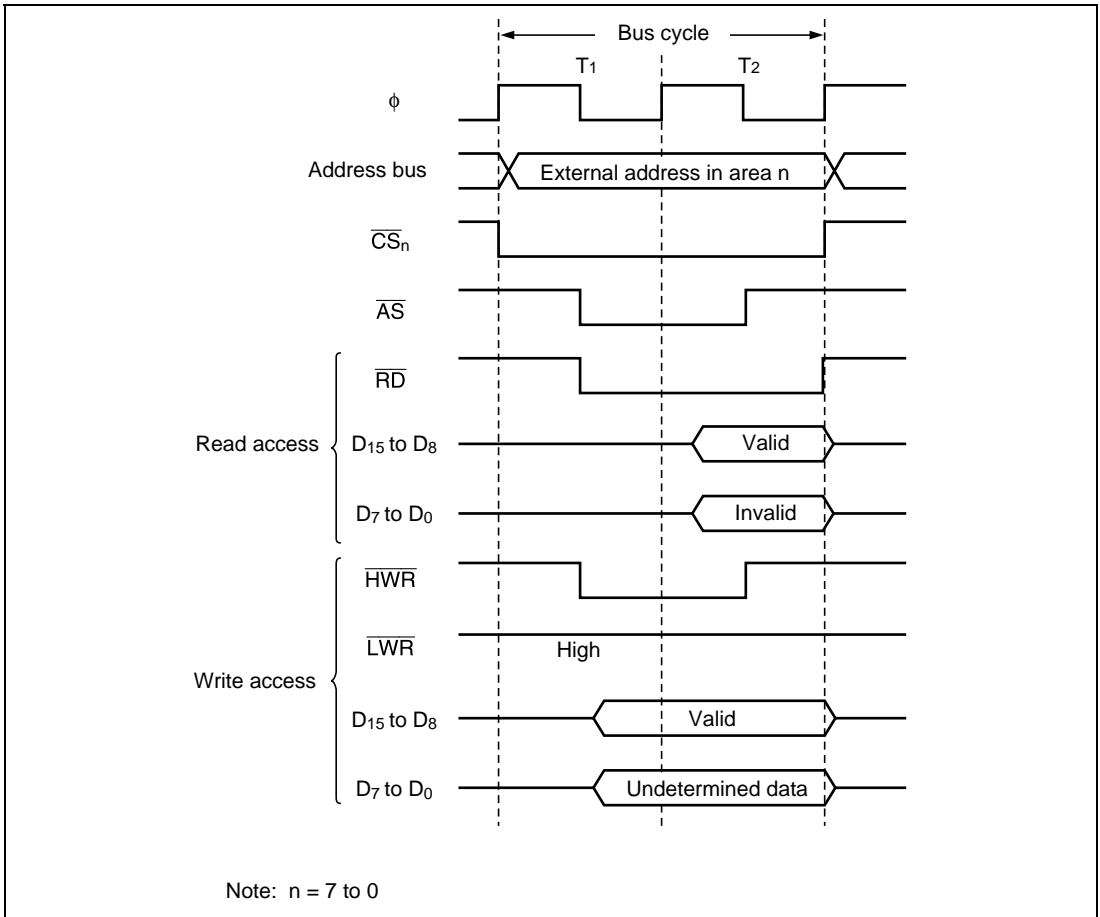 Bus cycle
T1 T2
φ
Address bus External address in area n
CSn
AS
RD
Read access D15 to D8 Valid
D7 to D0 Invalid
HWR
LWR High
Write access
D15 to D8 Valid
D7 to D0 Undetermined data
Note: n = 7 to 0